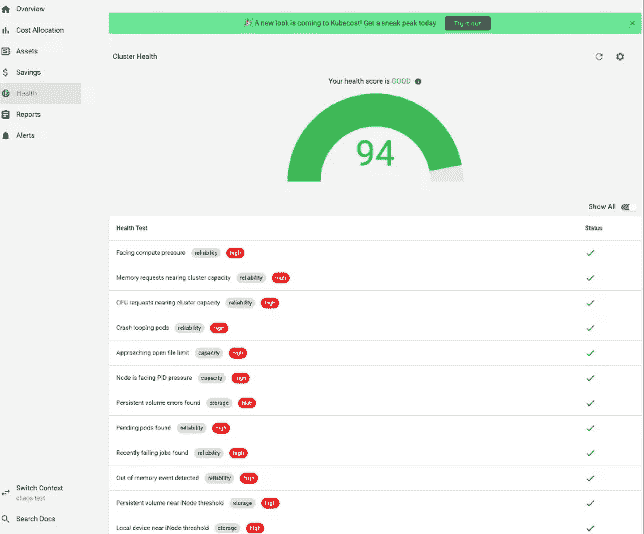 Overview
Cost Allocation
Assets
Savings
Health
Reports
Alerts
Switch Context
chaos test
Search Docs
A new look is coming to Kubecost! Get a sneak peak today
Try it out
Cluster Health
Your health score is GOOD
94
Show All
Health Test Status
Facing compute pressure reliability high
Memory requests nearing cluster capacity reliability high
CPU requests nearing cluster capacity reliability high
Crash looping pods reliability high
Approaching open file limit capacity high
Node is facing PID pressure capacity high
Persistent volume errors found storage high
Pending pods found reliability high
Recently failing jobs found reliability high
Out of memory event detected reliability high
Persistent volume near iNode threshold storage high
Local device near iNode threshold storage high